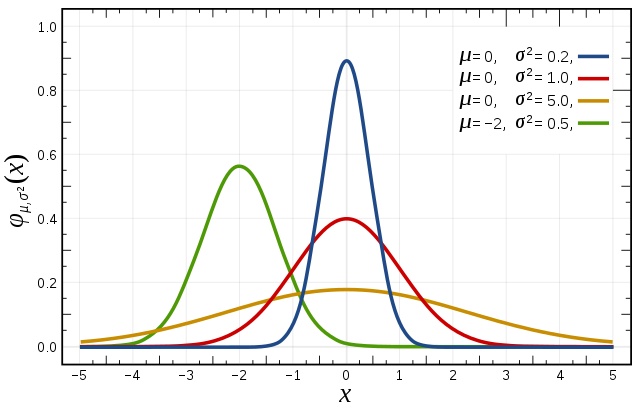 1.0
0.8
0.6
0.4
0.2
0.0
φμ,σ²(x)
μ= 0, σ²= 0.2,
μ= 0, σ²= 1.0,
μ= 0, σ²= 5.0,
μ= −2, σ²= 0.5,
−5 −4 −3 −2 −1 0 1 2 3 4 5
x